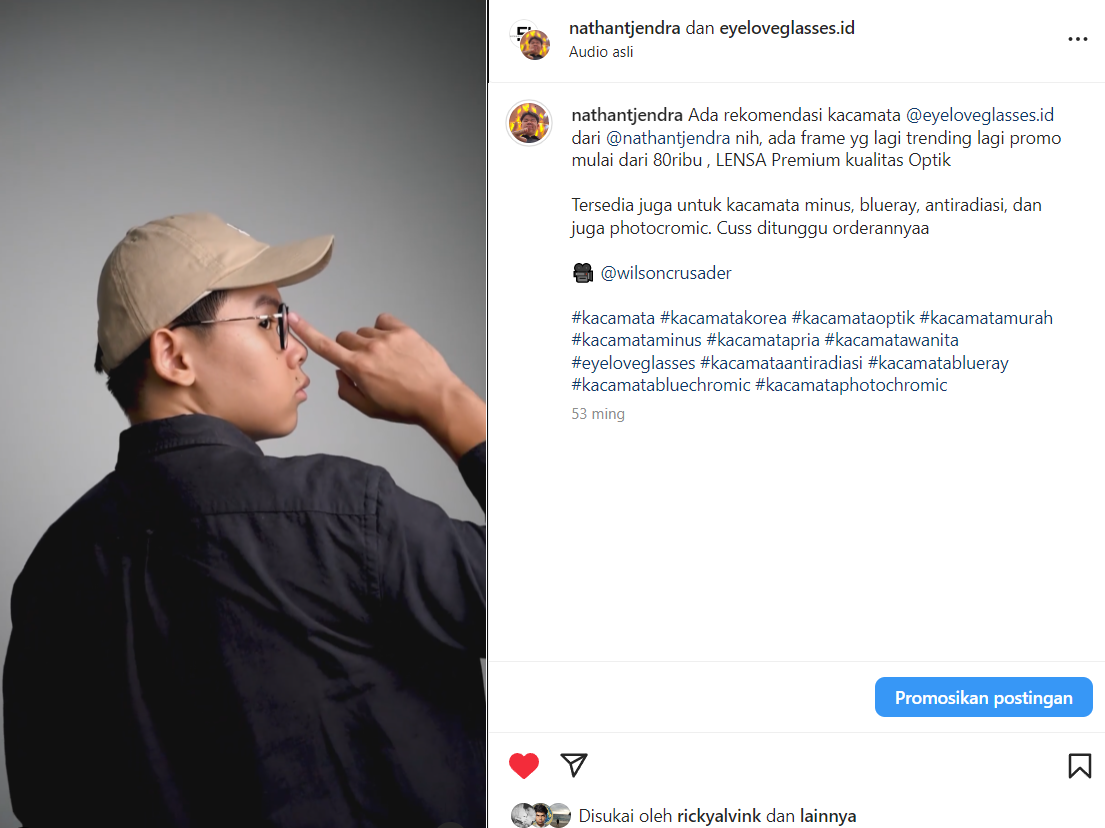 nathantjendra dan eyeloveglasses.id
Audio asli
nathantjendra Ada rekomendasi kacamata @eyeloveglasses.id
dari @nathantjendra nih, ada frame yg lagi trending lagi promo
mulai dari 80ribu , LENSA Premium kualitas Optik
Tersedia juga untuk kacamata minus, blueray, antiradiasi, dan
juga photocromic. Cuss ditunggu orderannyaa
@wilsoncrusader
#kacamata #kacamatakorea #kacamataoptik #kacamatamurah
#kacamataminus #kacamatapria #kacamatawanita
#eyeloveglasses #kacamataantiradiasi #kacamatablueray
#kacamatabluechromic #kacamataphotochromic
53 ming
Promosikan postingan
Disukai oleh rickyalvink dan lainnya